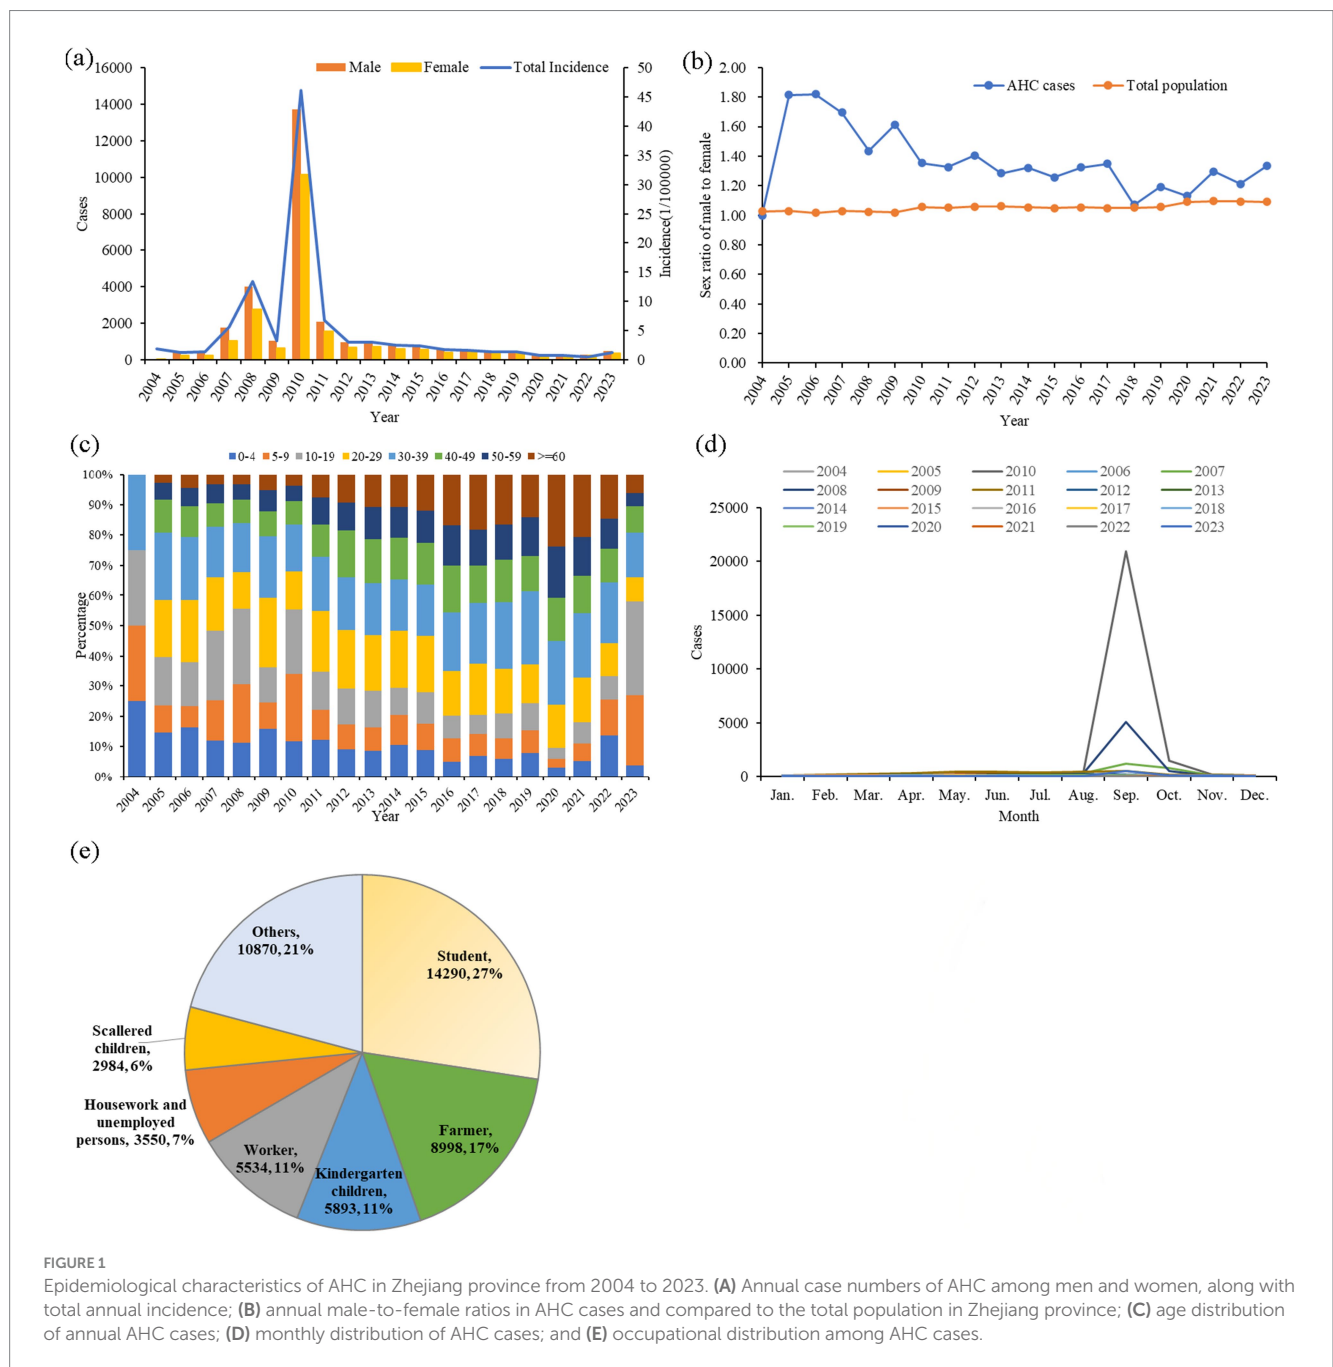 (a)
Male Female Total Incidence
16000
14000
12000
10000
8000
6000
4000
2000
0
Cases
50
45
40
35
30
25
20
15
10
5
0
Incidence(1/100000)
2004 2005 2006 2007 2008 2009 2010 2011 2012 2013 2014 2015 2016 2017 2018 2019 2020 2021 2022 2023
Year
(b)
AHC cases Total population
2.00
1.80
1.60
1.40
1.20
1.00
0.80
0.60
0.40
0.20
0.00
Sex ratio of male to female
2004 2005 2006 2007 2008 2009 2010 2011 2012 2013 2014 2015 2016 2017 2018 2019 2020 2021 2022 2023
Year
(c)
0-4 5-9 10-19 20-29 30-39 40-49 50-59 >=60
100%
90%
80%
70%
60%
50%
40%
30%
20%
10%
0%
Percentage
2004 2005 2006 2007 2008 2009 2010 2011 2012 2013 2014 2015 2016 2017 2018 2019 2020 2021 2022 2023
Year
(d)
2004 2005 2010 2006 2007
2008 2009 2011 2012 2013
2014 2015 2016 2017 2018
2019 2020 2021 2022 2023
25000
20000
15000
10000
5000
0
Cases
Jan. Feb. Mar. Apr. May. Jun. Jul. Aug. Sep. Oct. Nov. Dec.
Month
(e)
Others,
10870, 21%
Student,
14290, 27%
Scallered
children,
2984, 6%
Housework and
unemployed
persons, 3550, 7%
Worker,
5534, 11%
Kindergarten
children,
5893, 11%
Farmer,
8998, 17%
FIGURE 1
Epidemiological characteristics of AHC in Zhejiang province from 2004 to 2023. (A) Annual case numbers of AHC among men and women, along with
total annual incidence; (B) annual male-to-female ratios in AHC cases and compared to the total population in Zhejiang province; (C) age distribution
of annual AHC cases; (D) monthly distribution of AHC cases; and (E) occupational distribution among AHC cases.